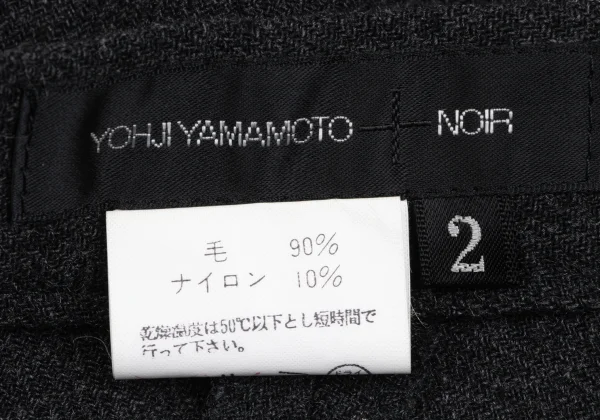 YOHJI YAMAMOTO + NOIR
2
毛 90%
ナイロン 10%
乾燥温度は50℃以下とし短時間で
行って下さい。